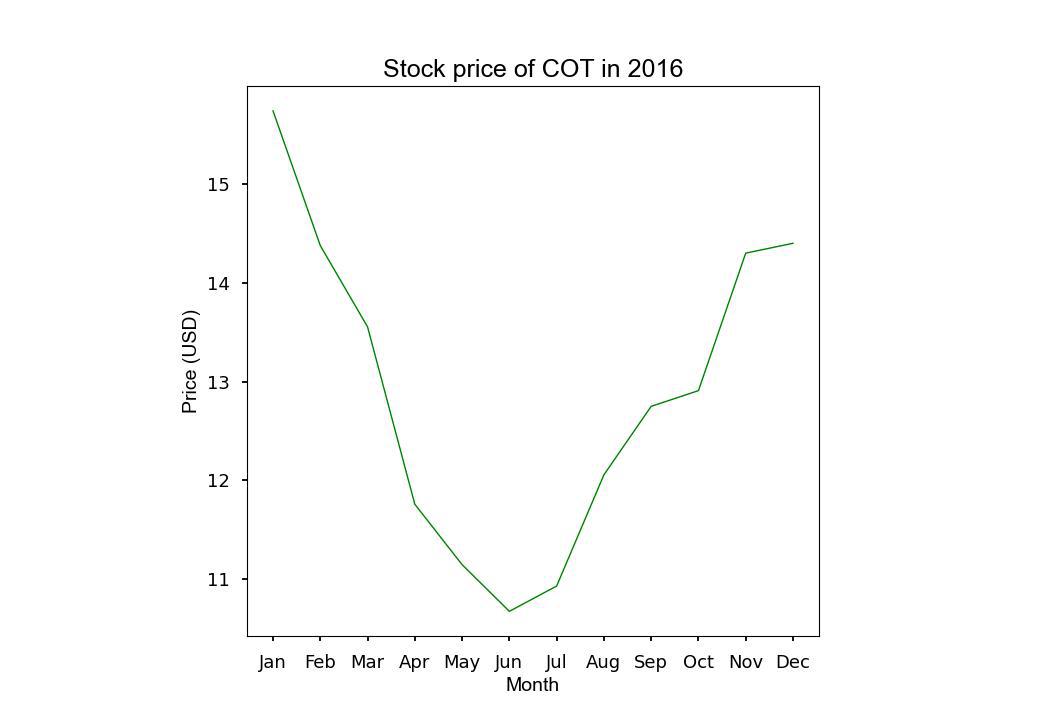 Stock price of COT in 2016
Price (USD)
15
14
13
12
11
Jan Feb Mar Apr May Jun Jul Aug Sep Oct Nov Dec
Month